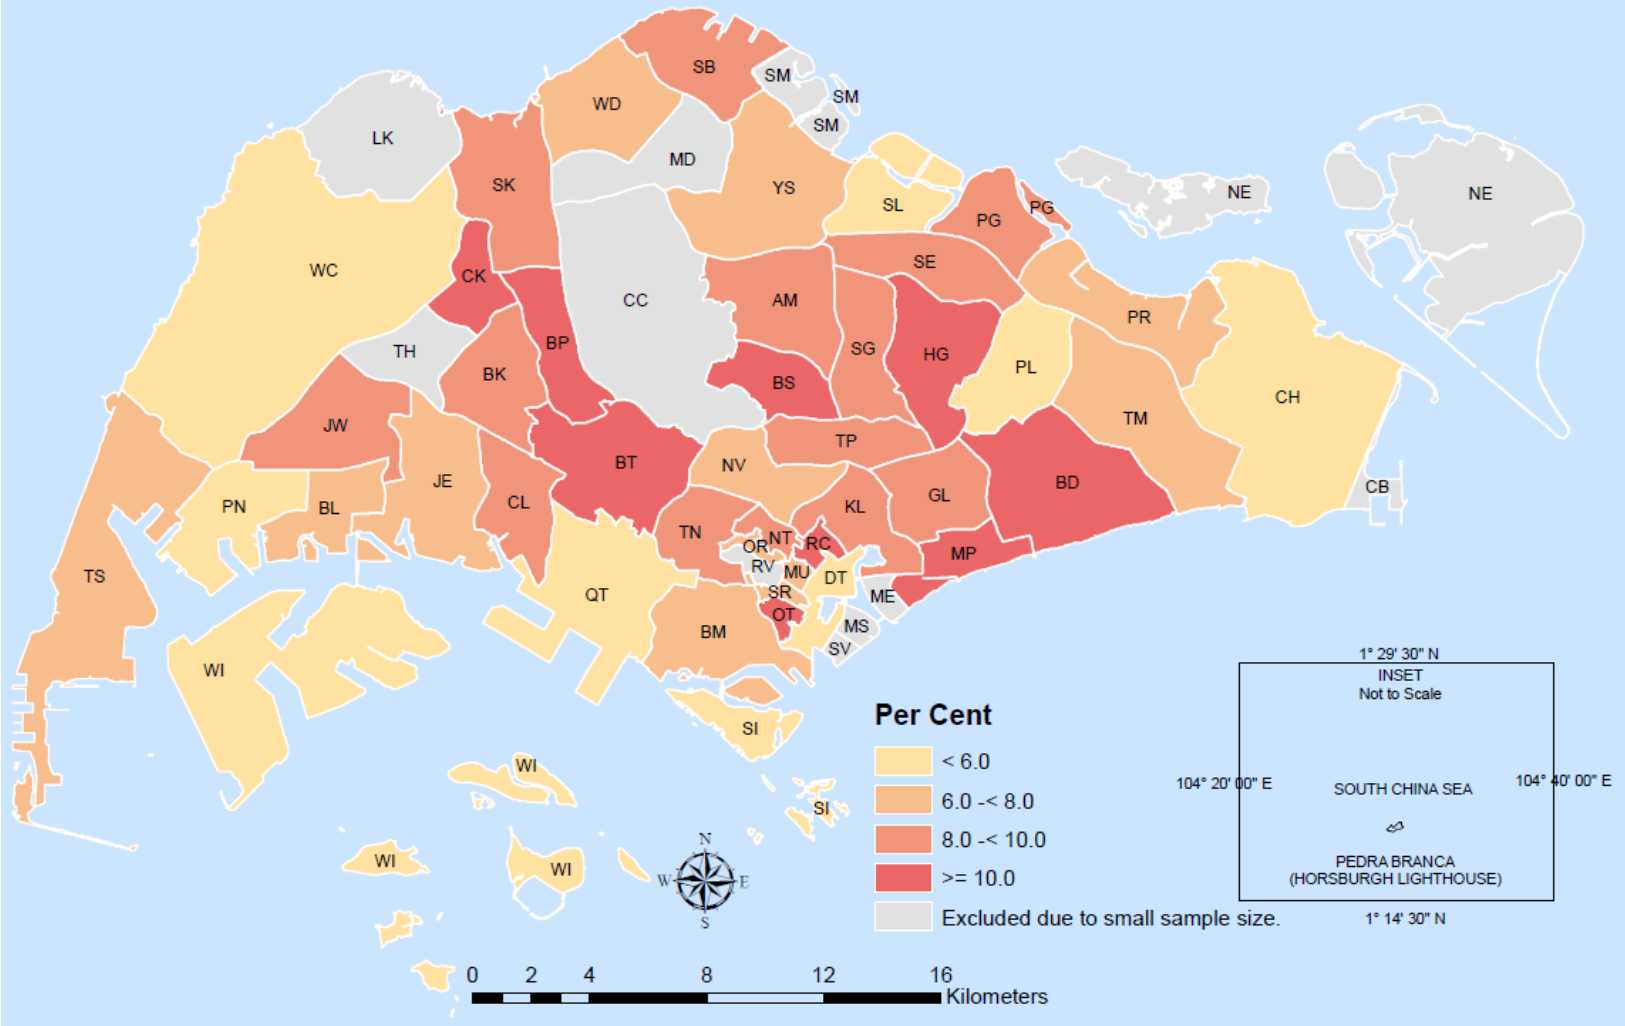 SB
SM
WD
SM
SM
LK
MD
SK
YS
NE
NE
SL
PG
PG
WC
SE
CK
CC
AM
PR
BP
SG
TH
HG
PL
BK
BS
CH
TM
JW
TP
BT
NV
JE
BD
CB
GL
CL
PN
BL
KL
TN
NT
RC
OR
MP
RV
MU
TS
DT
SR
QT
ME
OT
MS
BM
SV
WI
SI
WI
SI
WI
WI
Per Cent
< 6.0
6.0 -< 8.0
8.0 -< 10.0
>= 10.0
Excluded due to small sample size.
N
W E
S
0 2 4 8 12 16
Kilometers
1° 29' 30" N
INSET
Not to Scale
104° 20' 00" E
104° 40' 00" E
SOUTH CHINA SEA
PEDRA BRANCA
(HORSBURGH LIGHTHOUSE)
1° 14' 30" N